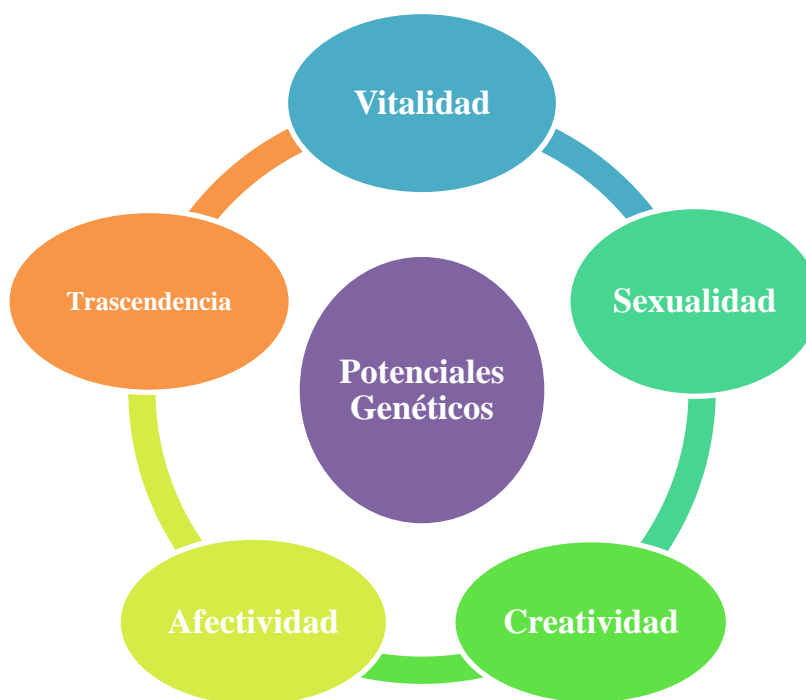 Vitalidad
Sexualidad
Creatividad
Afectividad
Trascendencia
Potenciales
Genéticos